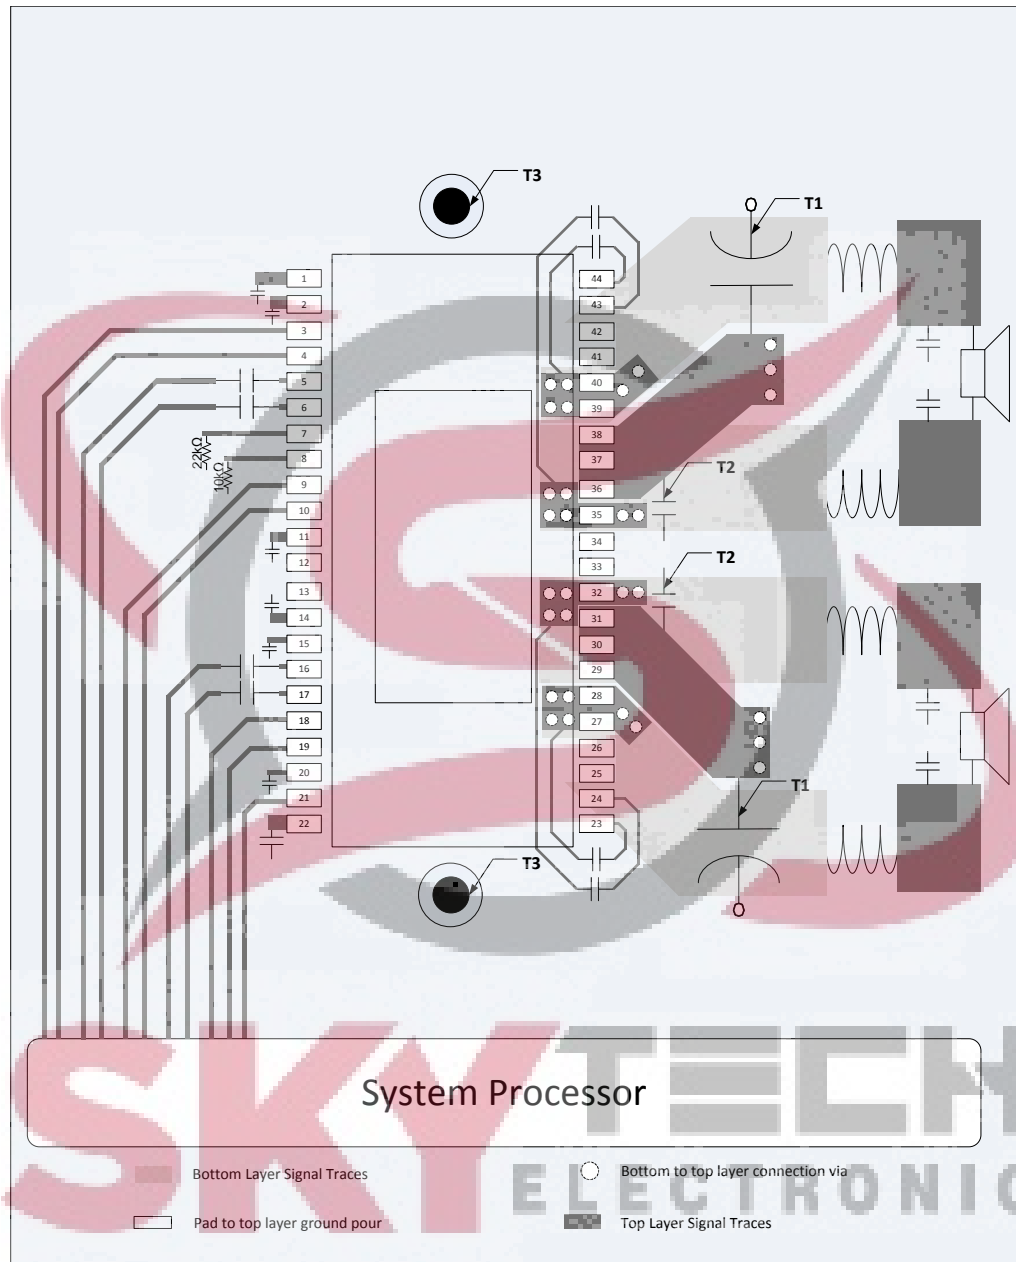 T3
T1
1
2
3
4
5
6
7
8
9
10
11
12
13
14
15
16
17
18
19
20
21
22
22kΩ
10kΩ
44
43
42
41
40
39
38
37
36
35
34
33
32
31
30
29
28
27
26
25
24
23
T2
T2
T1
T3
System Processor
SKYTECH
ELECTRONIC
Bottom Layer Signal Traces
Bottom to top layer connection via
Pad to top layer ground pour
Top Layer Signal Traces